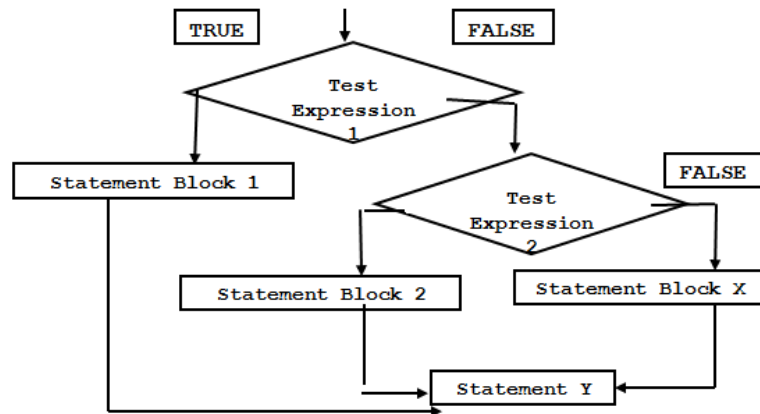 TRUE
FALSE
Test
Expression
1
Statement Block 1
FALSE
Test
Expression
2
Statement Block 2
Statement Block X
Statement Y